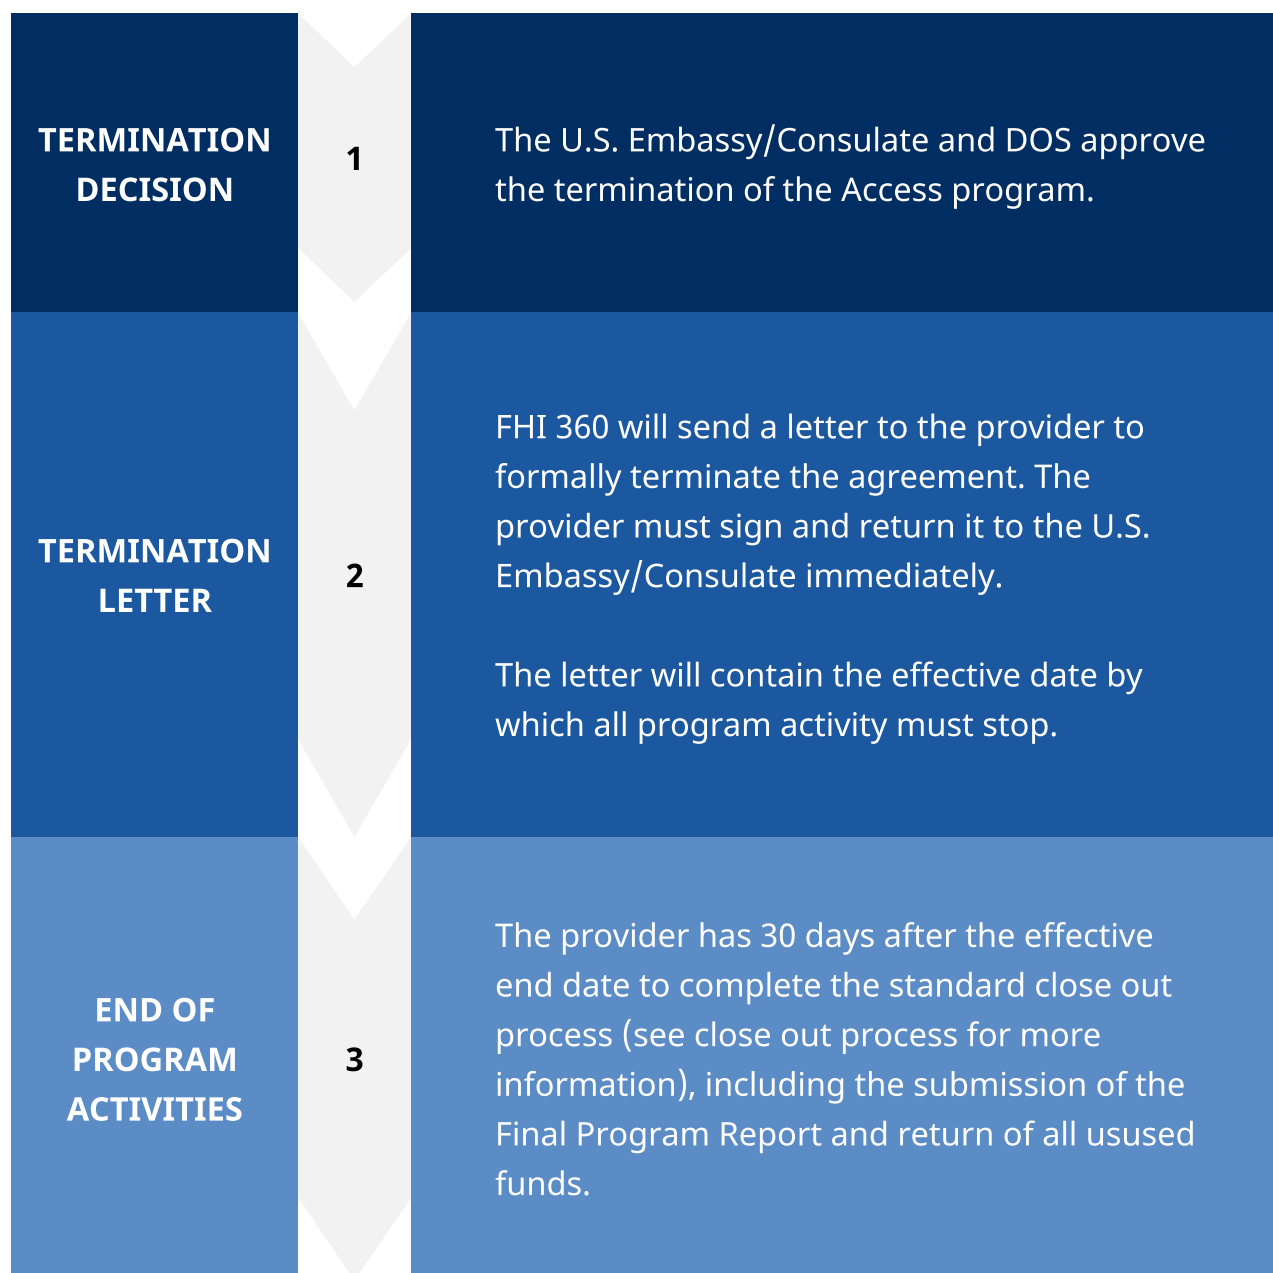 TERMINATION
DECISION
1
The U.S. Embassy/Consulate and DOS approve
the termination of the Access program.
TERMINATION
LETTER
2
FHI 360 will send a letter to the provider to
formally terminate the agreement. The
provider must sign and return it to the U.S.
Embassy/Consulate immediately.
The letter will contain the effective date by
which all program activity must stop.
END OF
PROGRAM
ACTIVITIES
3
The provider has 30 days after the effective
end date to complete the standard close out
process (see close out process for more
information), including the submission of the
Final Program Report and return of all usused
funds.